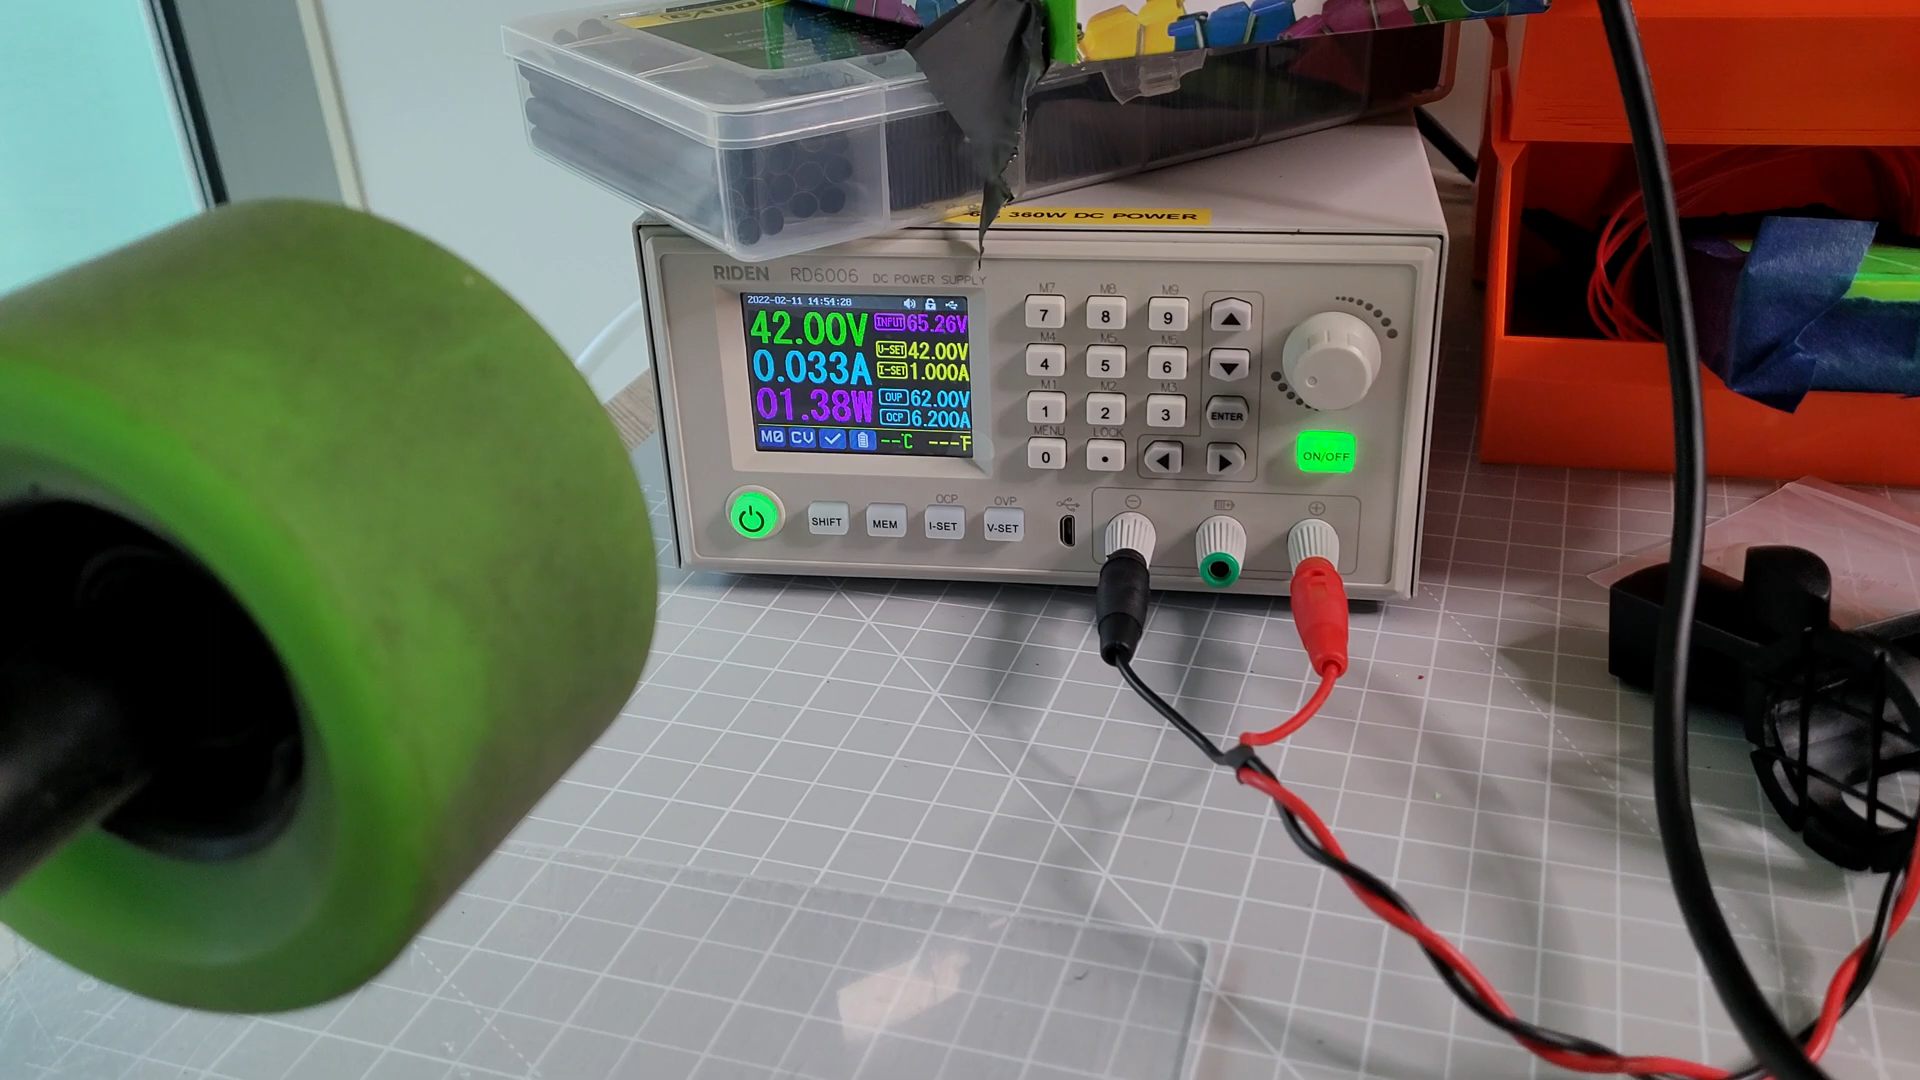 360W DC POWER
RIDEN RD6006 DC POWER SUPPLY
2022-02-11 14:54:28
42.00V INPUT 65.26V
V-SET 42.00V
0.033A I-SET 1.000A
01.38W OVP 62.00V
OCP 6.200A
M0 CV --°C ---F
M7 M8 M9
7 8 9
M4 M5 M6
4 5 6
M1 M2 M3
1 2 3 ENTER
MENU LOCK
0 . ON/OFF
OCP OVP
SHIFT MEM I-SET V-SET